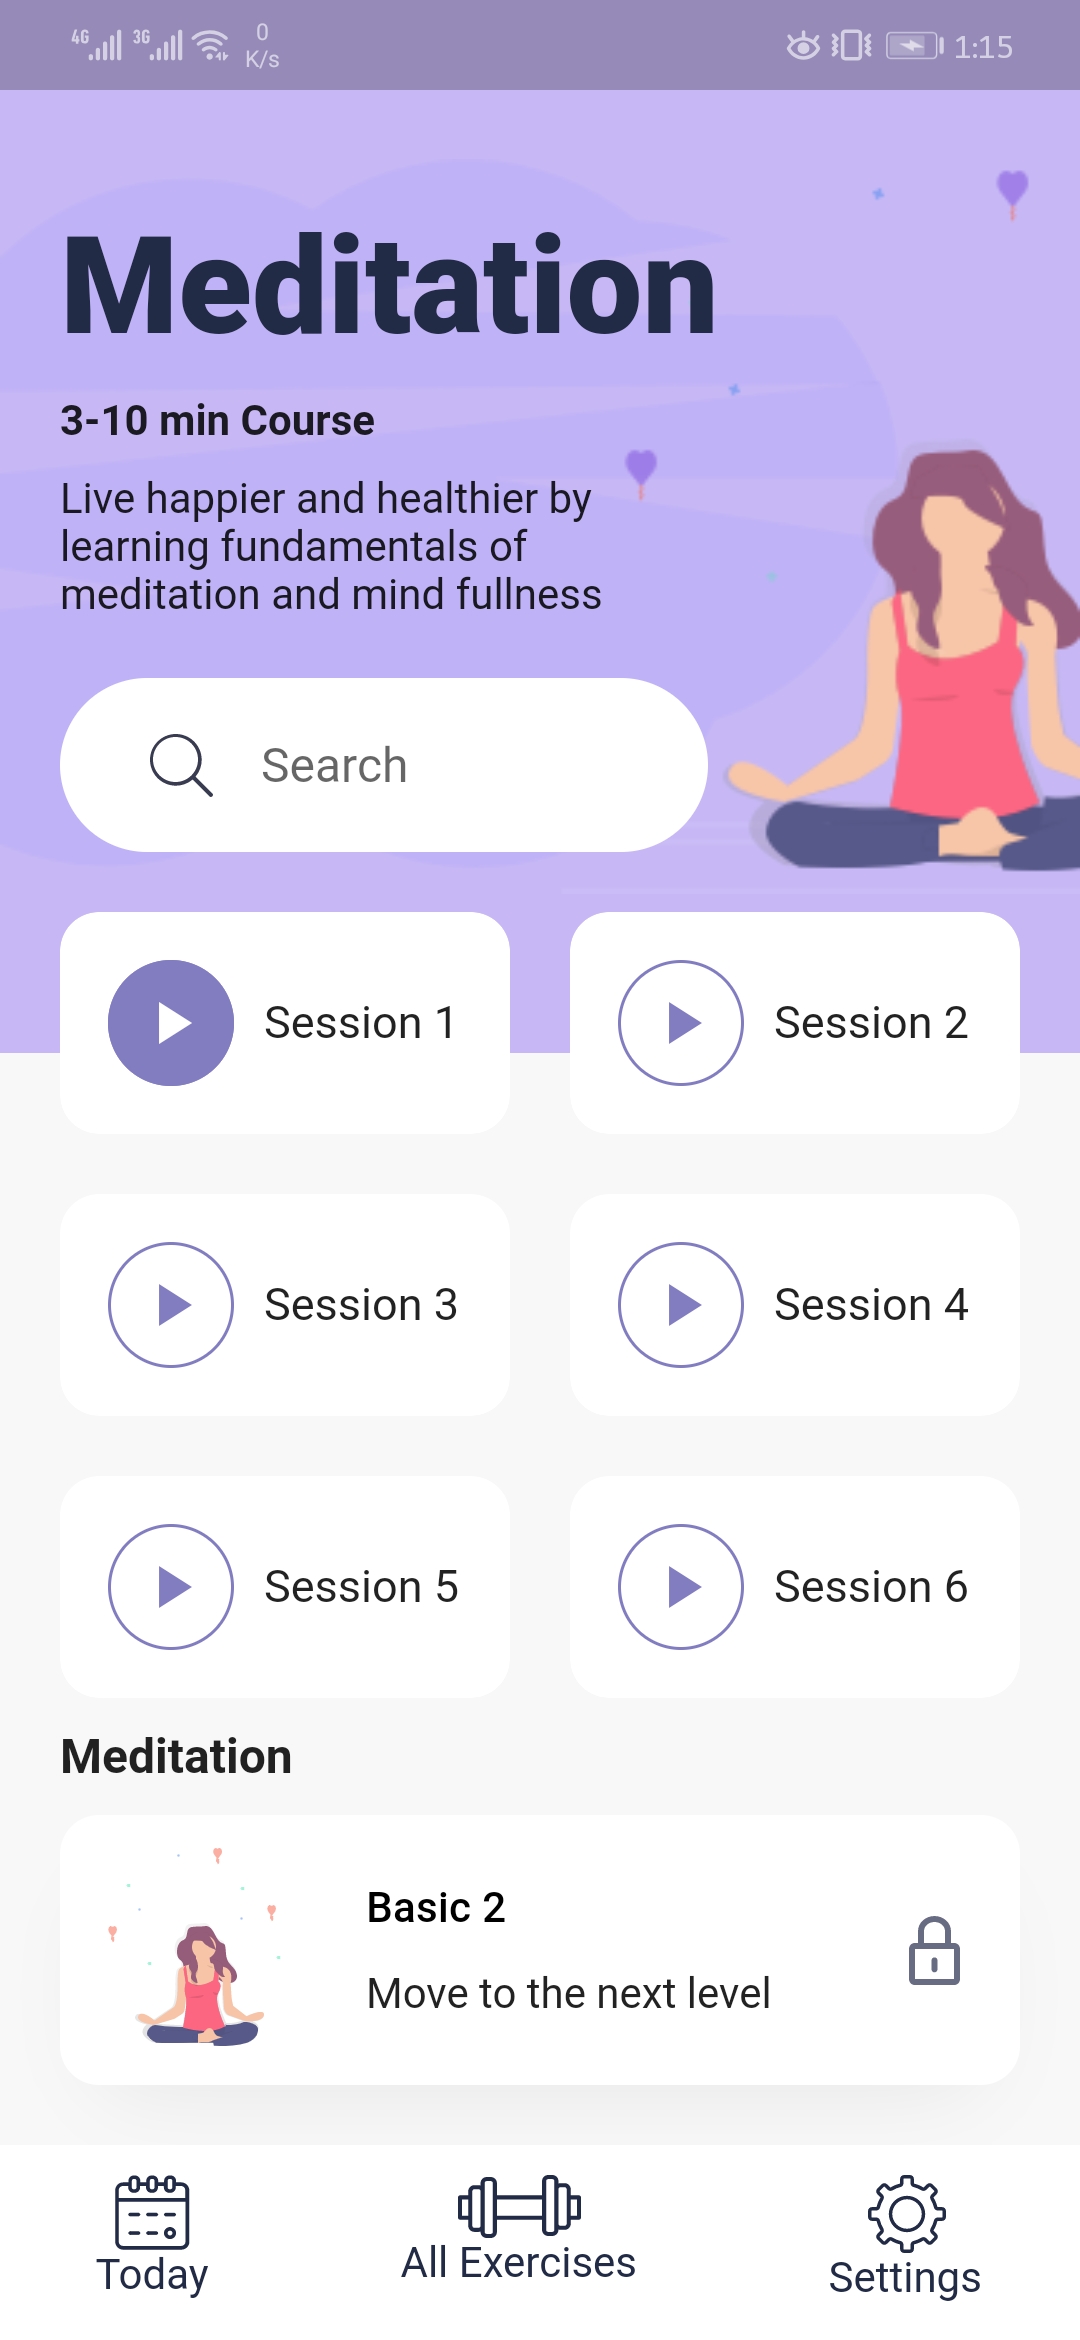 4G 3G 0 K/s 1:15
Meditation
3-10 min Course
Live happier and healthier by
learning fundamentals of
meditation and mind fullness
Search
Session 1
Session 2
Session 3
Session 4
Session 5
Session 6
Meditation
Basic 2
Move to the next level
Today
All Exercises
Settings